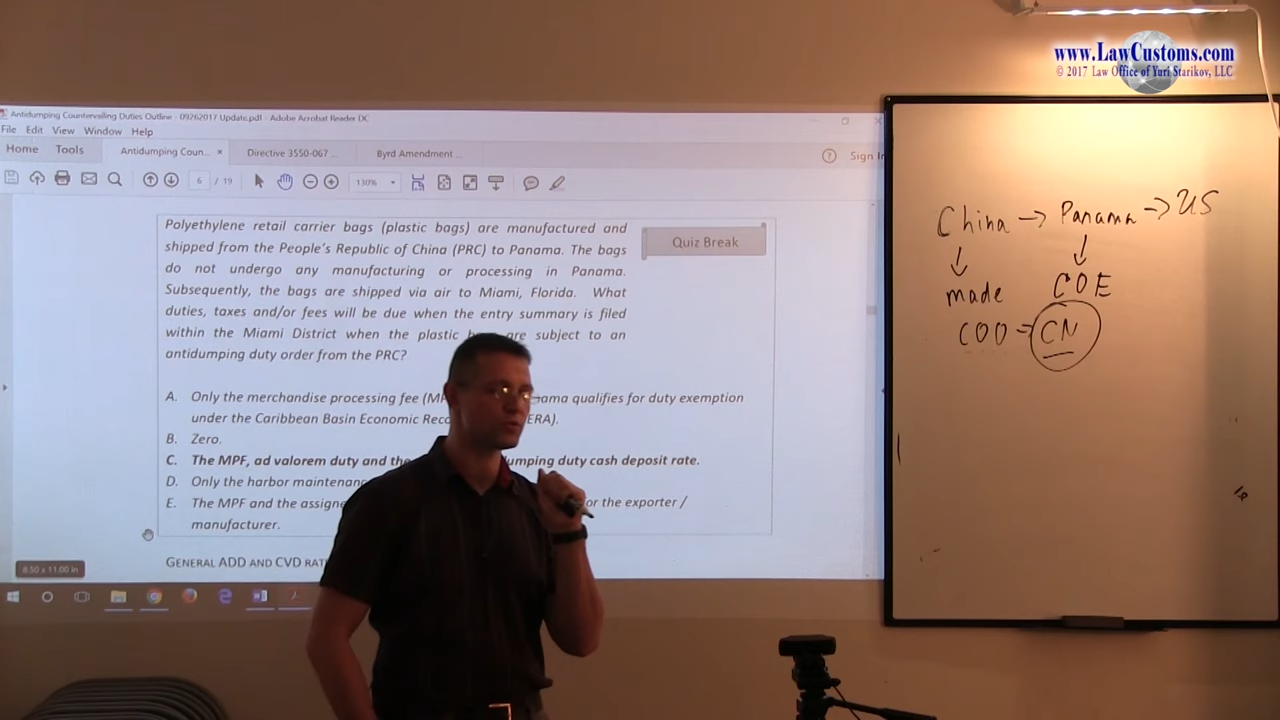 www.LawCustoms.com
© 2017 Law Office of Yuri Starikov, LLC
Antidumping Countervailing Duties Outline - 09262017 Update.pdf - Adobe Acrobat Reader DC
File Edit View Window Help
Home Tools Antidumping Coun... × Directive 3550-067 ... Byrd Amendment ... Sign In
6 / 19 130%
Polyethylene retail carrier bags (plastic bags) are manufactured and
shipped from the People's Republic of China (PRC) to Panama. The bags
do not undergo any manufacturing or processing in Panama.
Subsequently, the bags are shipped via air to Miami, Florida. What
duties, taxes and/or fees will be due when the entry summary is filed
within the Miami District when the plastic are subject to an
antidumping duty order from the PRC?
Quiz Break
A. Only the merchandise processing fee qualifies for duty exemption
under the Caribbean Basin Economic
B. Zero.
C. The MPF, ad valorem duty and the duty cash deposit rate.
D. Only the harbor
E. The MPF and the or the exporter /
manufacturer.
GENERAL ADD AND CVD
8.50 x 11.00 in
China → Panama → US
↓ ↓
made COE
COO = CN